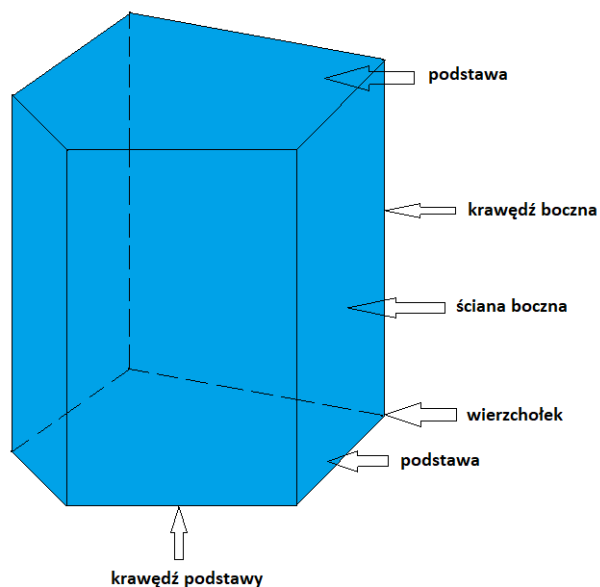 podstawa
krawędź boczna
ściana boczna
wierzchołek
podstawa
krawędź podstawy